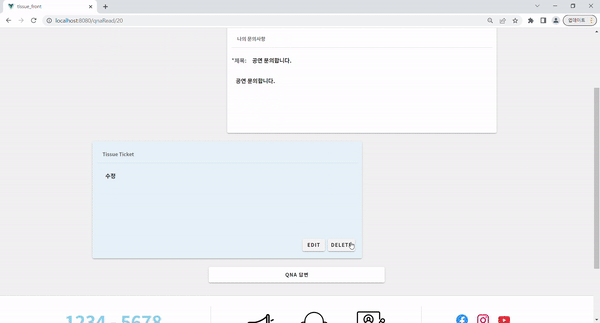 tissue_front
localhost:8080/qnaRead/20
업데이트
나의 문의사항
*제목: 공연 문의합니다.
공연 문의합니다.
Tissue Ticket
수정
EDIT DELETE
QNA 답변
1234 - 5678